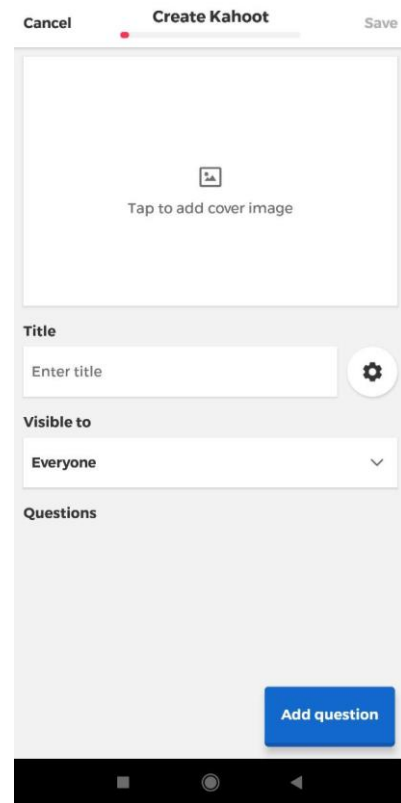 Cancel Create Kahoot Save
Tap to add cover image
Title
Enter title
Visible to
Everyone
Questions
Add question